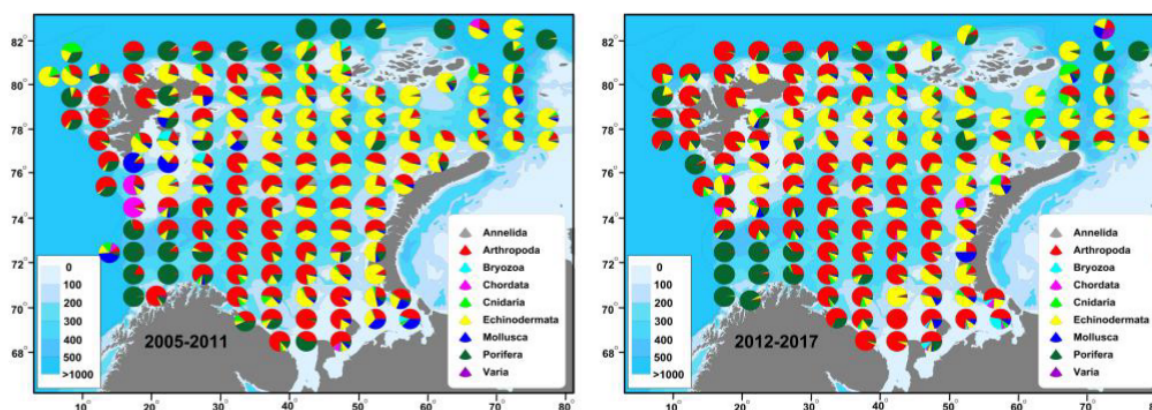 82°
80°
78°
76°
74°
72°
70°
68°
0
100
200
300
400
500
>1000
2005-2011
Annelida
Arthropoda
Bryozoa
Chordata
Cnidaria
Echinodermata
Mollusca
Porifera
Varia
10° 20° 30° 40° 50° 60° 70° 80°
82°
80°
78°
76°
74°
72°
70°
68°
0
100
200
300
400
500
>1000
2012-2017
Annelida
Arthropoda
Bryozoa
Chordata
Cnidaria
Echinodermata
Mollusca
Porifera
Varia
10° 20° 30° 40° 50° 60° 70° 80